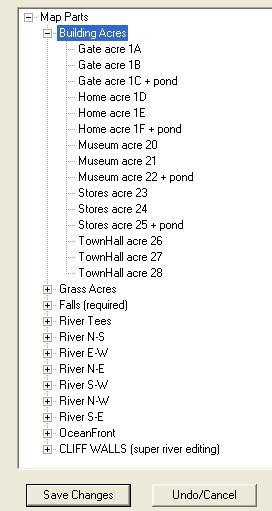 Map Parts
Building Acres
Gate acre 1A
Gate acre 1B
Gate acre 1C + pond
Home acre 1D
Home acre 1E
Home acre 1F + pond
Museum acre 20
Museum acre 21
Museum acre 22 + pond
Stores acre 23
Stores acre 24
Stores acre 25 + pond
TownHall acre 26
TownHall acre 27
TownHall acre 28
Grass Acres
Falls (required)
River Tees
River N-S
River E-W
River N-E
River S-W
River N-W
River S-E
OceanFront
CLIFF WALLS (super river editing)
Save Changes Undo/Cancel